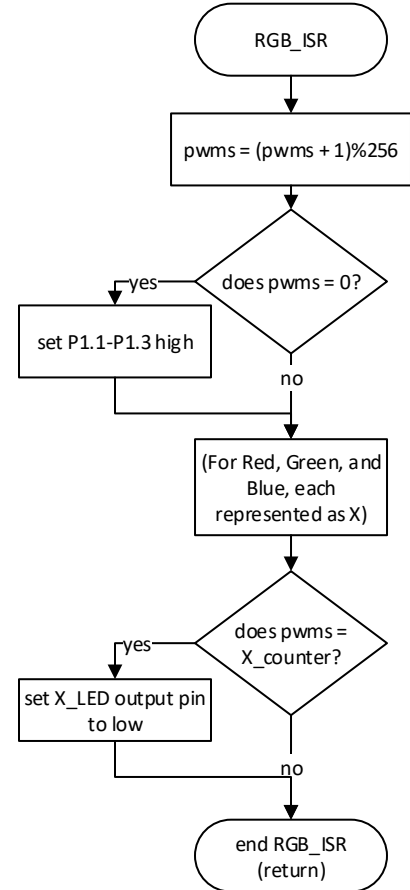 RGB_ISR
pwms = (pwms + 1)%256
does pwms = 0?
yes
set P1.1-P1.3 high
no
(For Red, Green, and
Blue, each
represented as X)
does pwms =
X_counter?
yes
set X_LED output pin
to low
no
end RGB_ISR
(return)